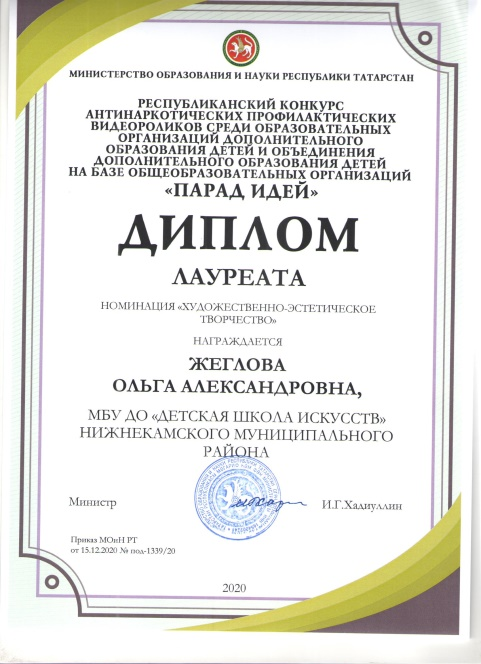 МИНИСТЕРСТВО ОБРАЗОВАНИЯ И НАУКИ РЕСПУБЛИКИ ТАТАРСТАН
РЕСПУБЛИКАНСКИЙ КОНКУРС
АНТИНАРКОТИЧЕСКИХ ПРОФИЛАКТИЧЕСКИХ
ВИДЕОРОЛИКОВ СРЕДИ ОБРАЗОВАТЕЛЬНЫХ
ОРГАНИЗАЦИЙ ДОПОЛНИТЕЛЬНОГО
ОБРАЗОВАНИЯ ДЕТЕЙ И ОБЪЕДИНЕНИЯ
ДОПОЛНИТЕЛЬНОГО ОБРАЗОВАНИЯ ДЕТЕЙ
НА БАЗЕ ОБЩЕОБРАЗОВАТЕЛЬНЫХ ОРГАНИЗАЦИЙ
«ПАРАД ИДЕЙ»
ДИПЛОМ
ЛАУРЕАТА
НОМИНАЦИЯ «ХУДОЖЕСТВЕННО-ЭСТЕТИЧЕСКОЕ
ТВОРЧЕСТВО»
НАГРАЖДАЕТСЯ
ЖЕГЛОВА
ОЛЬГА АЛЕКСАНДРОВНА,
МБУ ДО «ДЕТСКАЯ ШКОЛА ИСКУССТВ»
НИЖНЕКАМСКОГО МУНИЦИПАЛЬНОГО
РАЙОНА
Министр И.Г.Хадиуллин
Приказ МОиН РТ
от 15.12.2020 № под-1339/20
2020